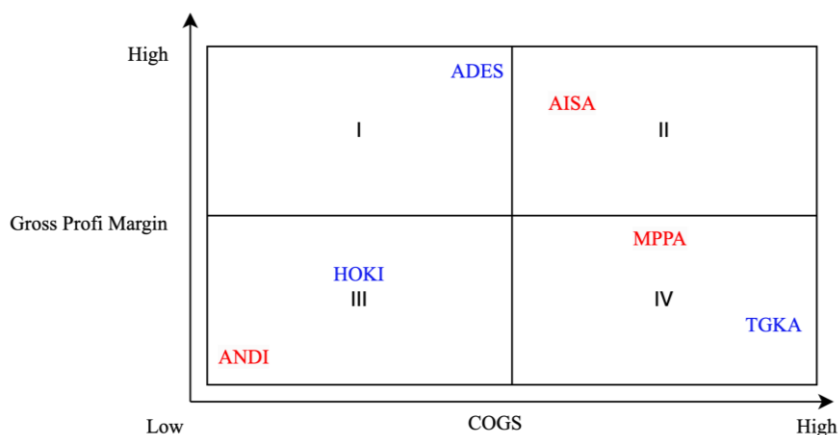 High
ADES
AISA
I
II
Gross Profi Margin
MPPA
HOKI
III
IV
TGKA
ANDI
Low
COGS
High